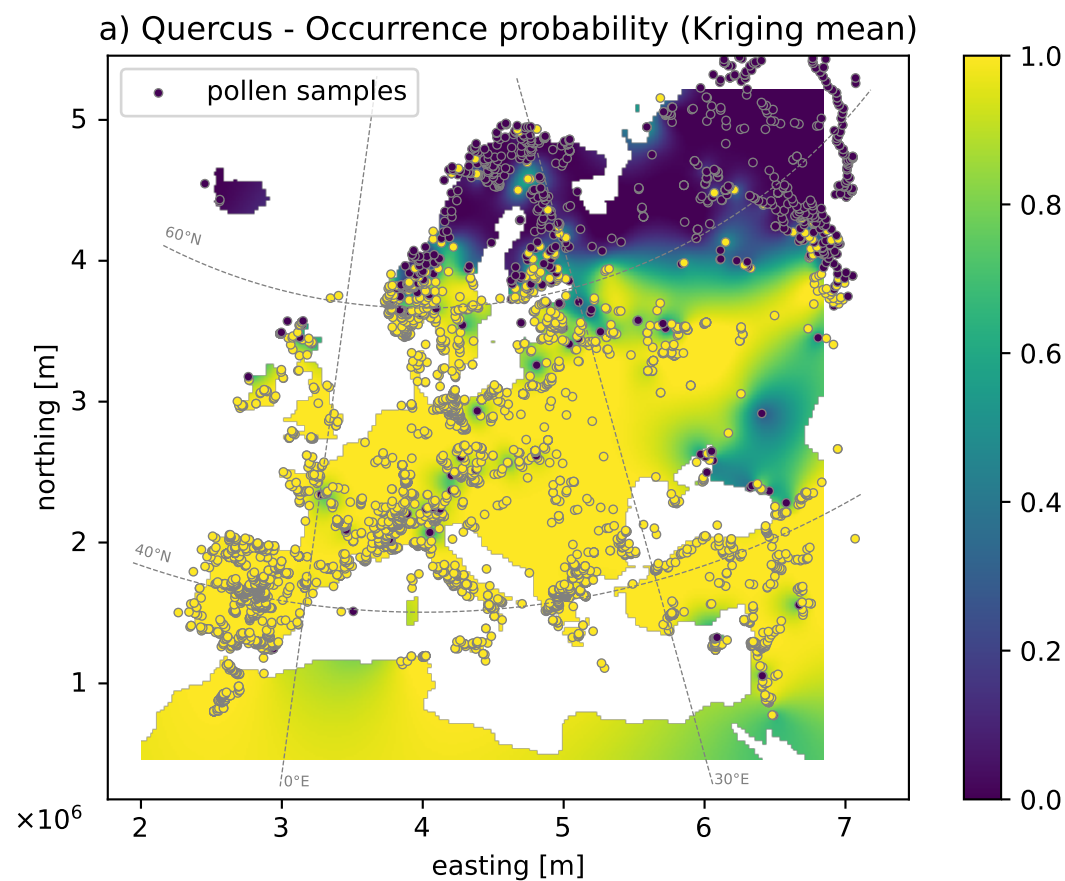 a) Quercus - Occurrence probability (Kriging mean)
pollen samples
1.0
0.8
0.6
0.4
0.2
0.0
5
4
3
2
1
northing [m]
60°N
40°N
0°E
30°E
×10⁶
2 3 4 5 6 7
easting [m]